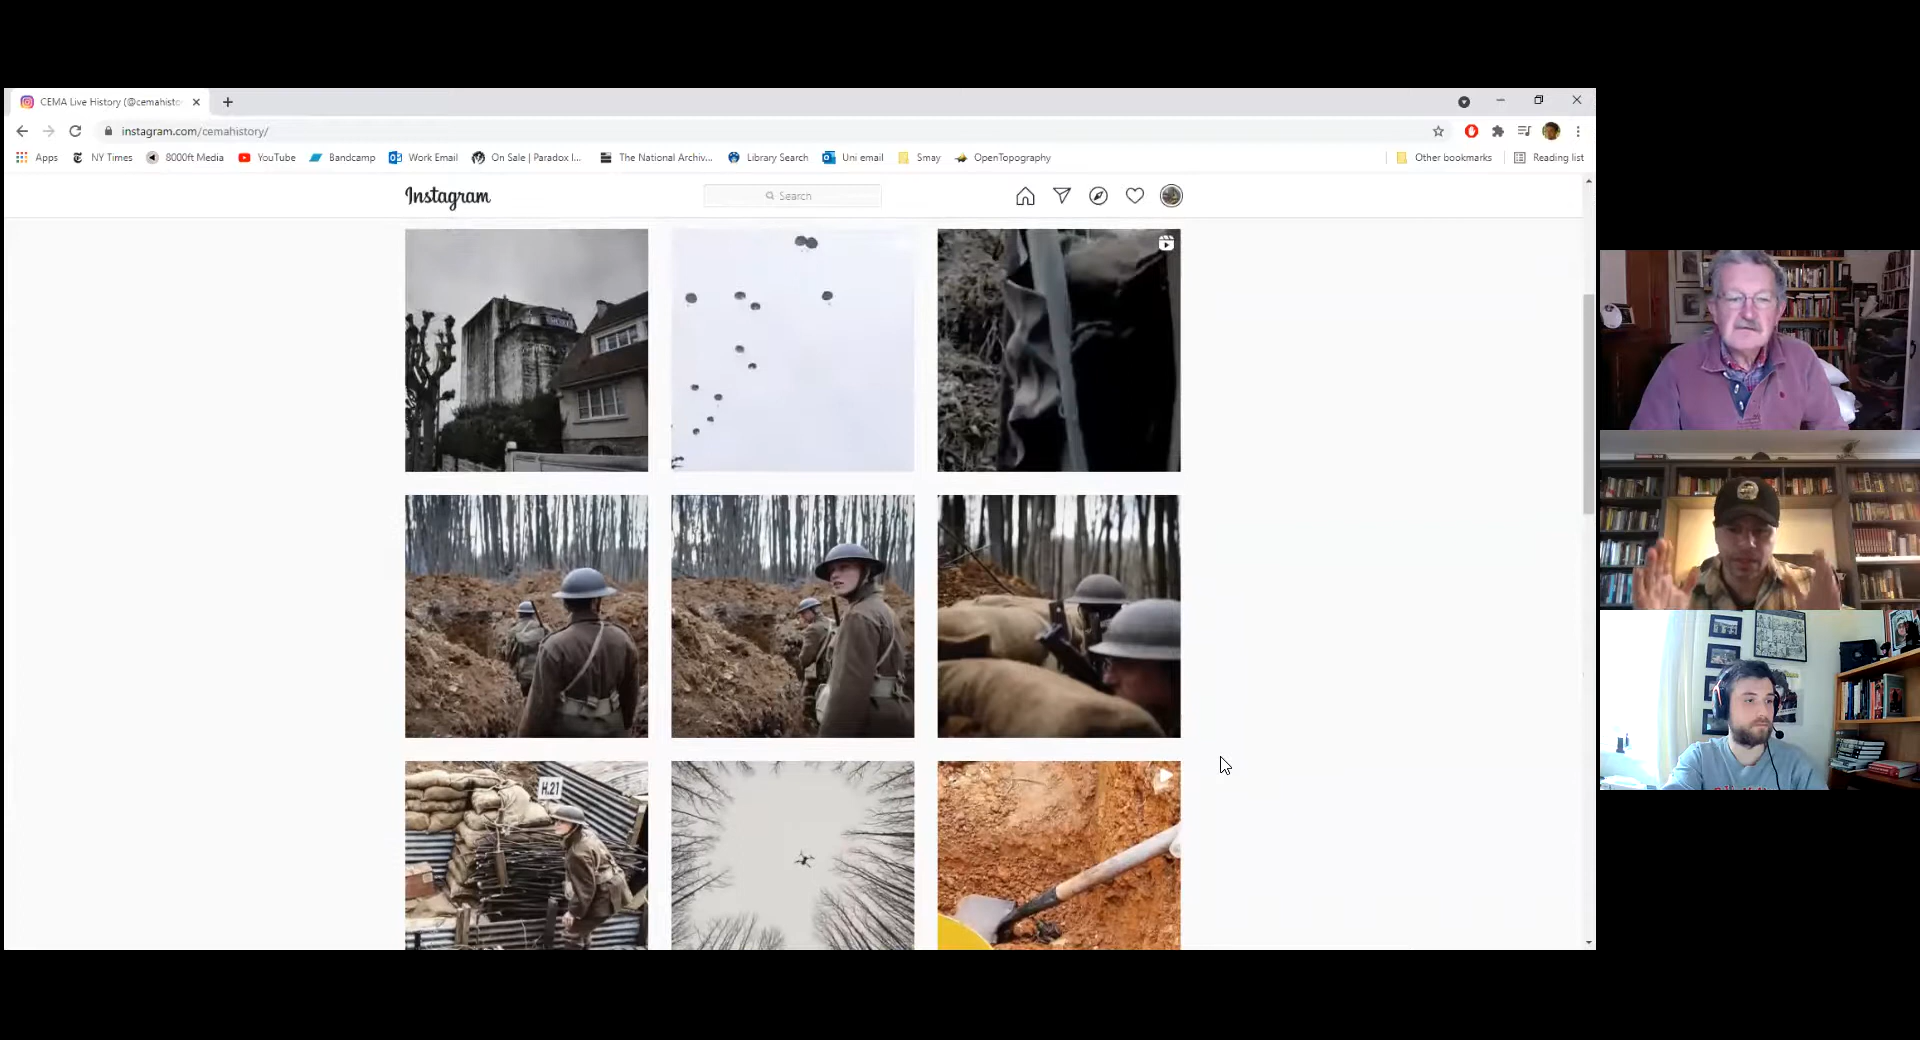 CEMA Live History (@cemahisto
instagram.com/cemahistory/
Apps NY Times 8000ft Media YouTube Bandcamp Work Email On Sale | Paradox I... The National Archiv... Library Search Uni email Smay OpenTopography Other bookmarks Reading list
Instagram Search
H.21